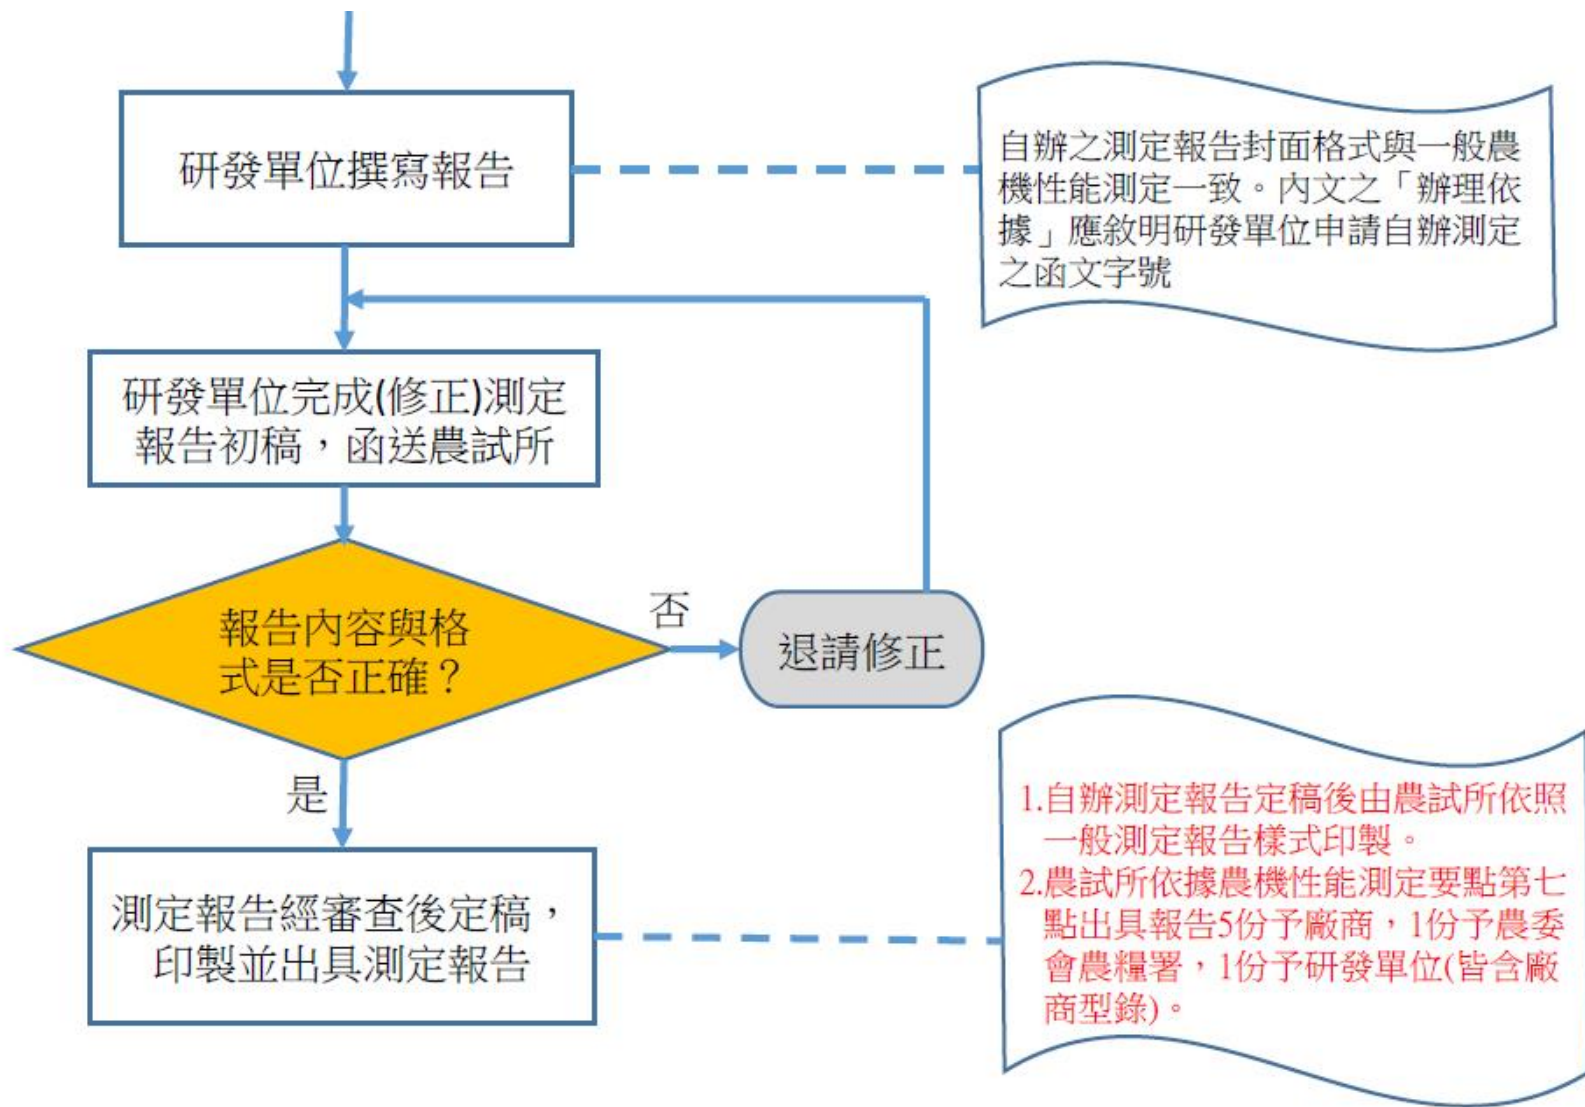 研發單位撰寫報告
自辦之測定報告封面格式與一般農
機性能測定一致。內文之「辦理依
據」應敘明研發單位申請自辦測定
之函文字號
研發單位完成(修正)測定
報告初稿，函送農試所
報告內容與格
式是否正確？
否
退請修正
是
測定報告經審查後定稿，
印製並出具測定報告
1.自辦測定報告定稿後由農試所依照
一般測定報告樣式印製。
2.農試所依據農機性能測定要點第七
點出具報告5份予廠商，1份予農委
會農糧署，1份予研發單位(皆含廠
商型錄)。